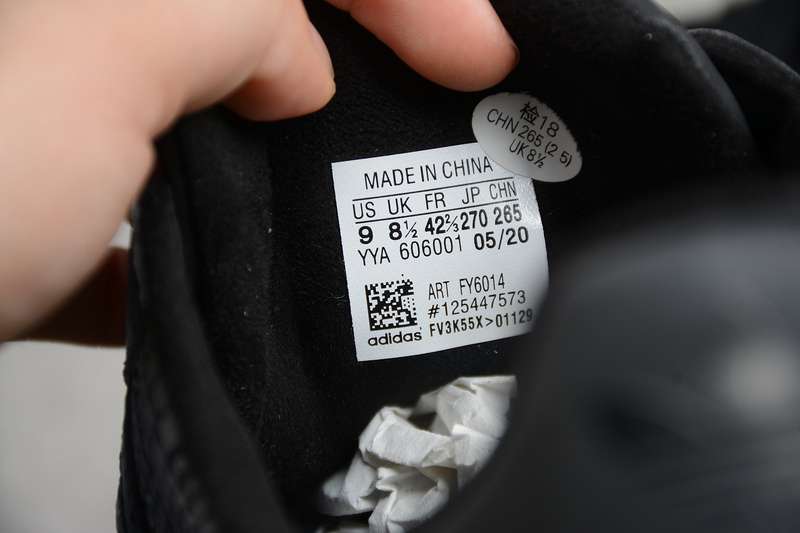 检18
CHN 265 (2 5)
UK 8½
MADE IN CHINA
US UK FR JP CHN
9 8½ 42⅔ 270 265
YYA 606001 05/20
ART FY6014
#125447573
adidas FV3K55X>01129